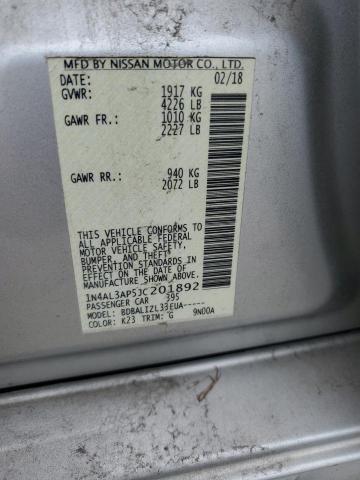 MFD BY NISSAN MOTOR CO., LTD.
DATE: 02/18
GVWR: 1917 KG
4226 LB
GAWR FR.: 1010 KG
2227 LB
GAWR RR.: 940 KG
2072 LB
THIS VEHICLE CONFORMS TO ALL
APPLICABLE FEDERAL
MOTOR VEHICLE SAFETY,
BUMPER, AND THEFT
PREVENTION STANDARDS IN
EFFECT ON THE DATE OF
MANUFACTURE SHOWN ABOVE.
1N4AL3AP5JC201892
PASSENGER CAR 395
MODEL: BDBALIZL33EUA-----
COLOR: K23 TRIM: G 9N00A